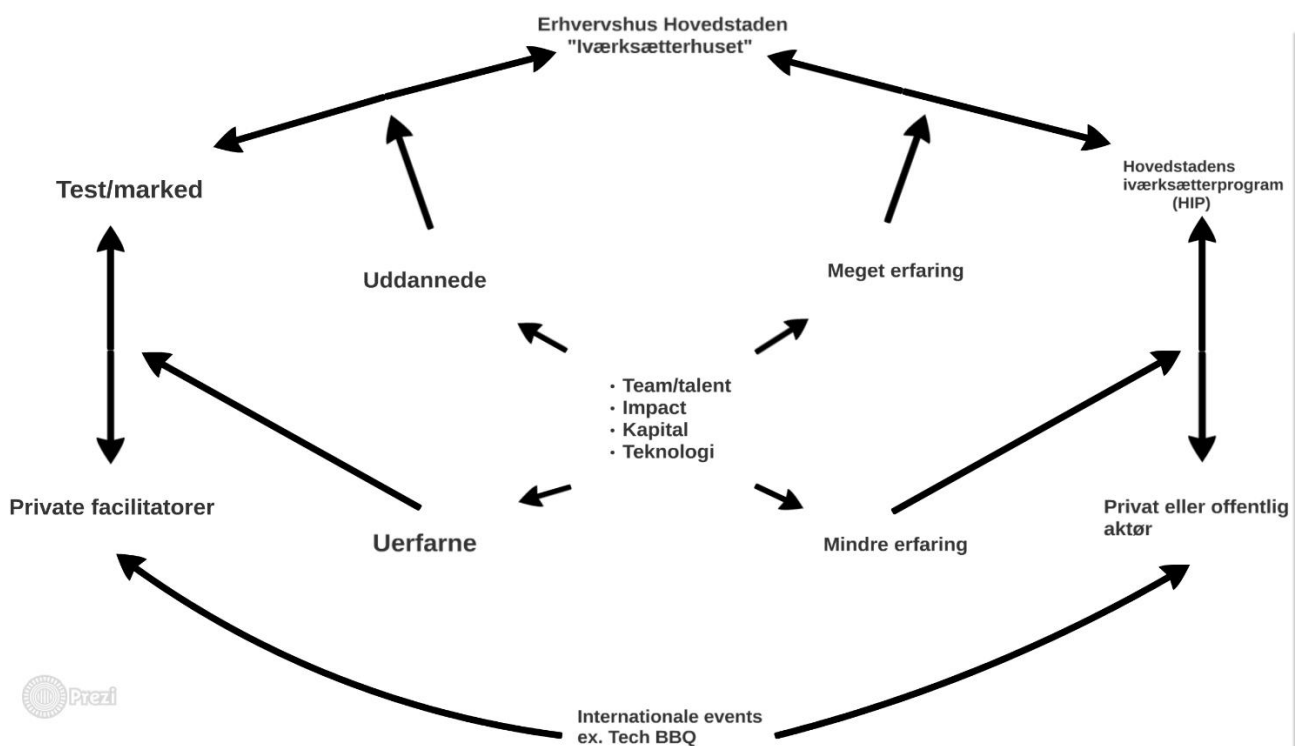 Erhvervshus Hovedstaden
"Iværksætterhuset"
Test/marked
Hovedstadens
iværksætterprogram
(HIP)
Uddannede
Meget erfaring
• Team/talent
• Impact
• Kapital
• Teknologi
Private facilitatorer
Privat eller offentlig
aktør
Uerfarne
Mindre erfaring
Prezi
Internationale events
ex. Tech BBQ